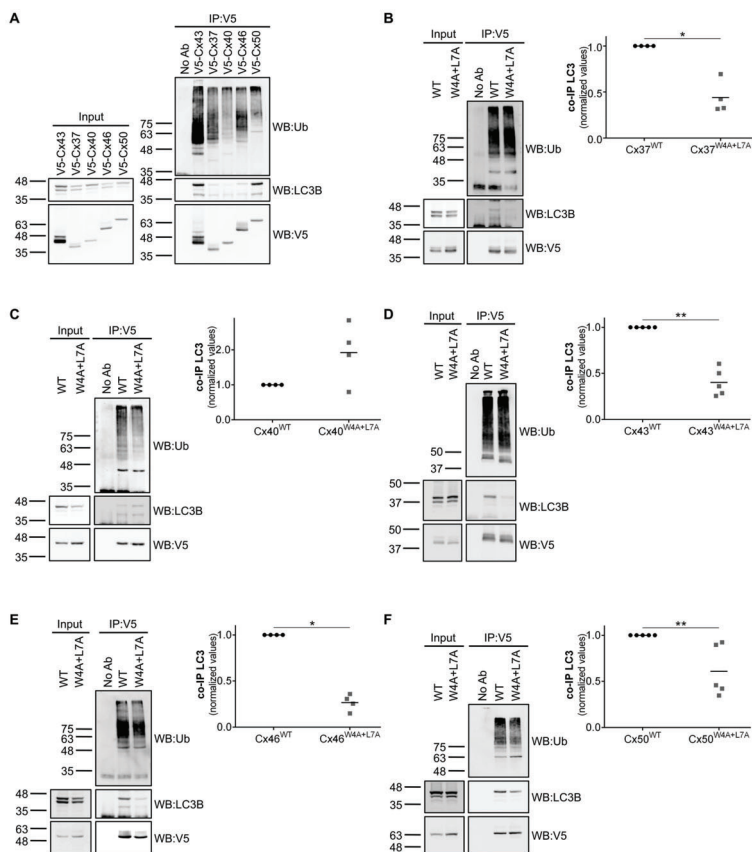 A
IP:V5
No Ab
V5-Cx43
V5-Cx37
V5-Cx40
V5-Cx46
V5-Cx50
Input
V5-Cx43
V5-Cx37
V5-Cx40
V5-Cx46
V5-Cx50
75
63
48
35
WB:Ub
48
35
48
35
WB:LC3B
63
48
35
63
48
35
WB:V5
B
Input
IP:V5
WT
W4A+L7A
No Ab
WT
W4A+L7A
75
63
48
35
WB:Ub
48
35
WB:LC3B
48
35
WB:V5
co-IP LC3
(normalized values)
1.0
0.5
0.0
*
Cx37WT
Cx37W4A+L7A
C
Input
IP:V5
WT
W4A+L7A
No Ab
WT
W4A+L7A
75
63
48
35
WB:Ub
48
35
WB:LC3B
48
35
WB:V5
co-IP LC3
(normalized values)
2.0
1.0
0.0
Cx40WT
Cx40W4A+L7A
D
Input
IP:V5
WT
W4A+L7A
No Ab
WT
W4A+L7A
50
37
WB:Ub
50
37
WB:LC3B
50
37
WB:V5
co-IP LC3
(normalized values)
1.0
0.5
0.0
**
Cx43WT
Cx43W4A+L7A
E
Input
IP:V5
WT
W4A+L7A
No Ab
WT
W4A+L7A
75
63
48
35
WB:Ub
48
35
WB:LC3B
63
48
WB:V5
co-IP LC3
(normalized values)
1.0
0.5
0.0
*
Cx46WT
Cx46W4A+L7A
F
Input
IP:V5
WT
W4A+L7A
No Ab
WT
W4A+L7A
75
63
48
WB:Ub
48
35
WB:LC3B
63
48
WB:V5
co-IP LC3
(normalized values)
1.0
0.5
0.0
**
Cx50WT
Cx50W4A+L7A